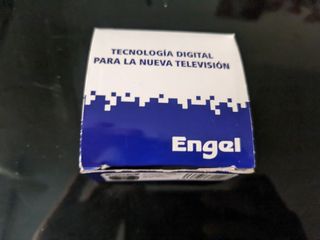 TECNOLOGÍA DIGITAL
PARA LA NUEVA TELEVISIÓN
Engel